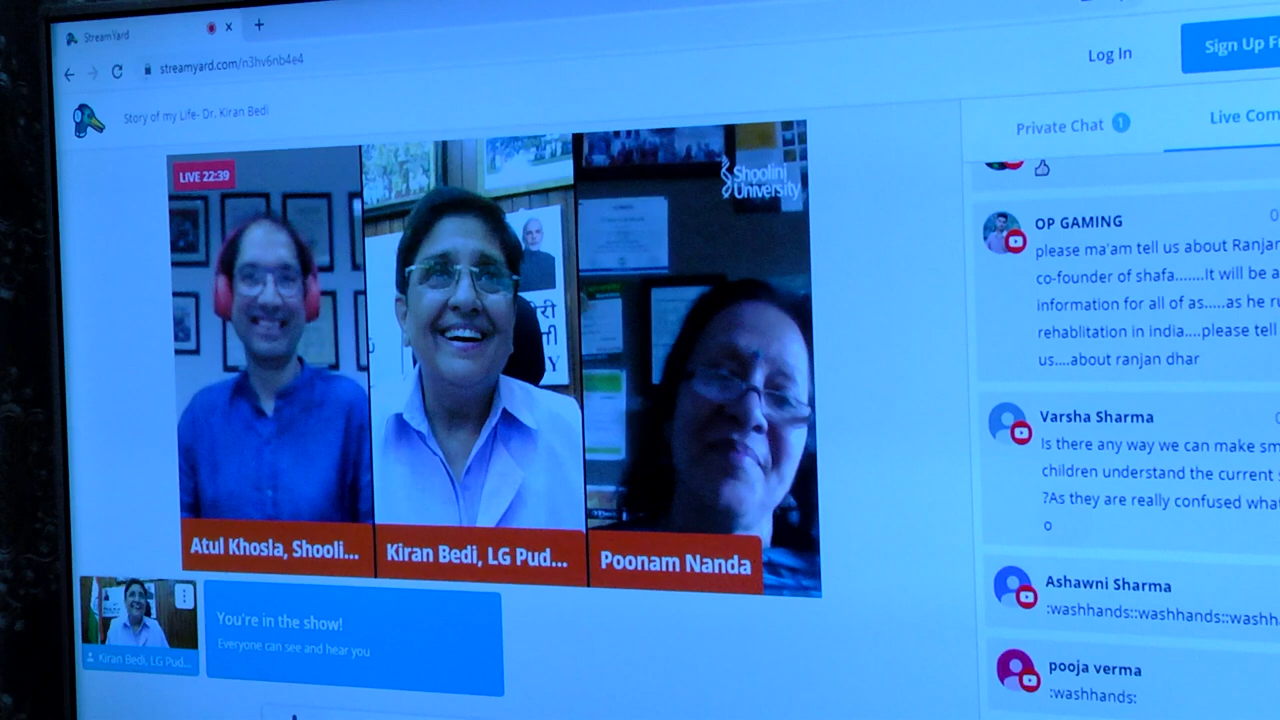 StreamYard
streamyard.com/n3hv6nb4e4
Log In
Sign Up
Story of my Life- Dr. Kiran Bedi
Private Chat 1
Live Com
LIVE 22:39
Shoolini
University
री
Y
Atul Khosla, Shooli...
Kiran Bedi, LG Pud...
Poonam Nanda
Kiran Bedi, LG Pud...
You're in the show!
Everyone can see and hear you
OP GAMING
please ma'am tell us about Ranjan
co-founder of shafa.......It will be a
information for all of as.....as he
rehablitation in india....please tell
us....about ranjan dhar
Varsha Sharma
Is there any way we can make
children understand the current
?As they are really confused
o
Ashawni Sharma
:washhands::washhands::washh
pooja verma
:washhands: